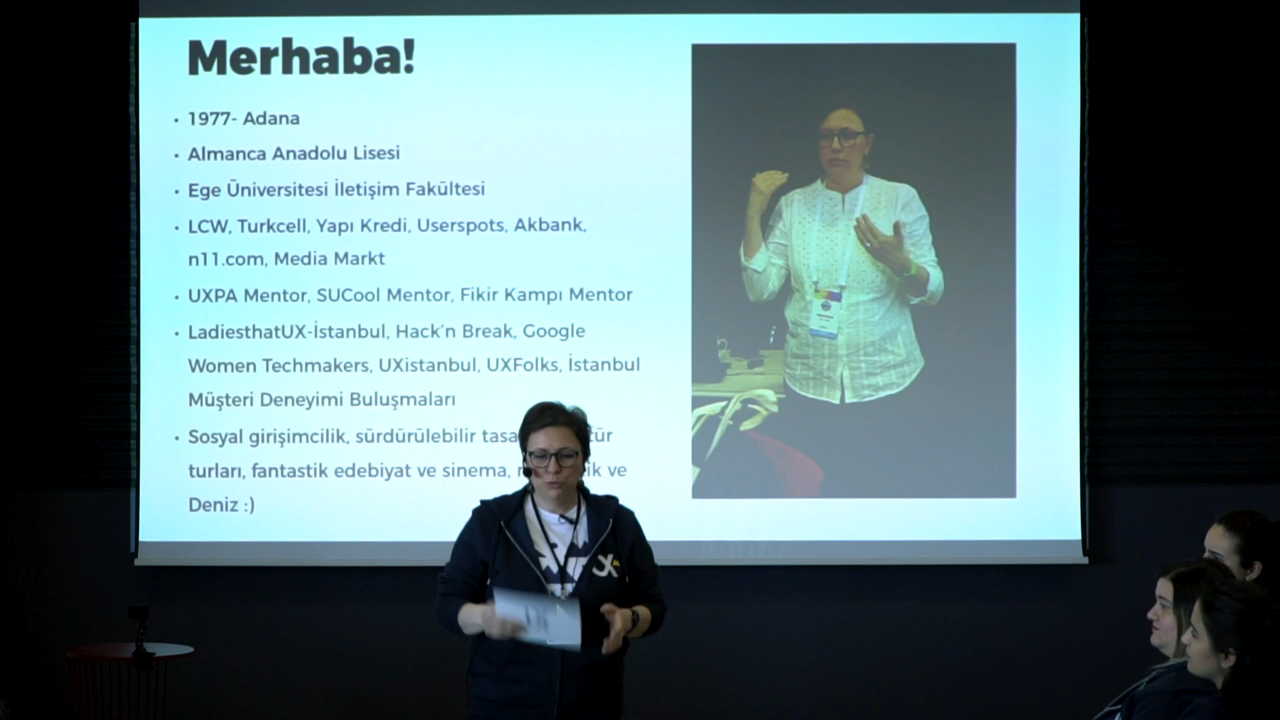 Merhaba!
• 1977- Adana
• Almanca Anadolu Lisesi
• Ege Üniversitesi İletişim Fakültesi
• LCW, Turkcell, Yapı Kredi, Userspots, Akbank,
n11.com, Media Markt
• UXPA Mentor, SUCool Mentor, Fikir Kampı Mentor
• LadiesthatUX-İstanbul, Hack'n Break, Google
Women Techmakers, UXistanbul, UXFolks, İstanbul
Müşteri Deneyimi Buluşmaları
• Sosyal girişimcilik, sürdürülebilir
turları, fantastik edebiyat ve sinema, ve
Deniz :)